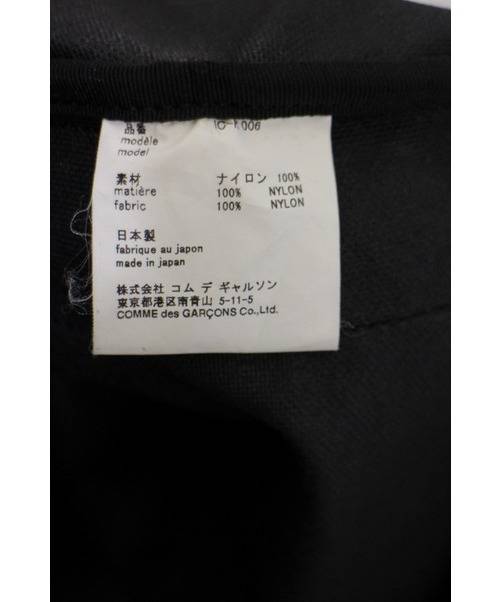 品番
modèle
model
素材 ナイロン 100%
matière 100% NYLON
fabric 100% NYLON
日本製
fabrique au japon
made in japan
株式会社 コム デ ギャルソン
東京都港区南青山 5-11-5
COMME des GARÇONS Co.,Ltd.